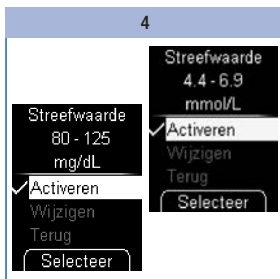 4
Streefwaarde
80 - 125
mg/dL
Activeren
Wijzigen
Terug
Selecteer
Streefwaarde
4.4 - 6.9
mmol/L
Activeren
Wijzigen
Terug
Selecteer